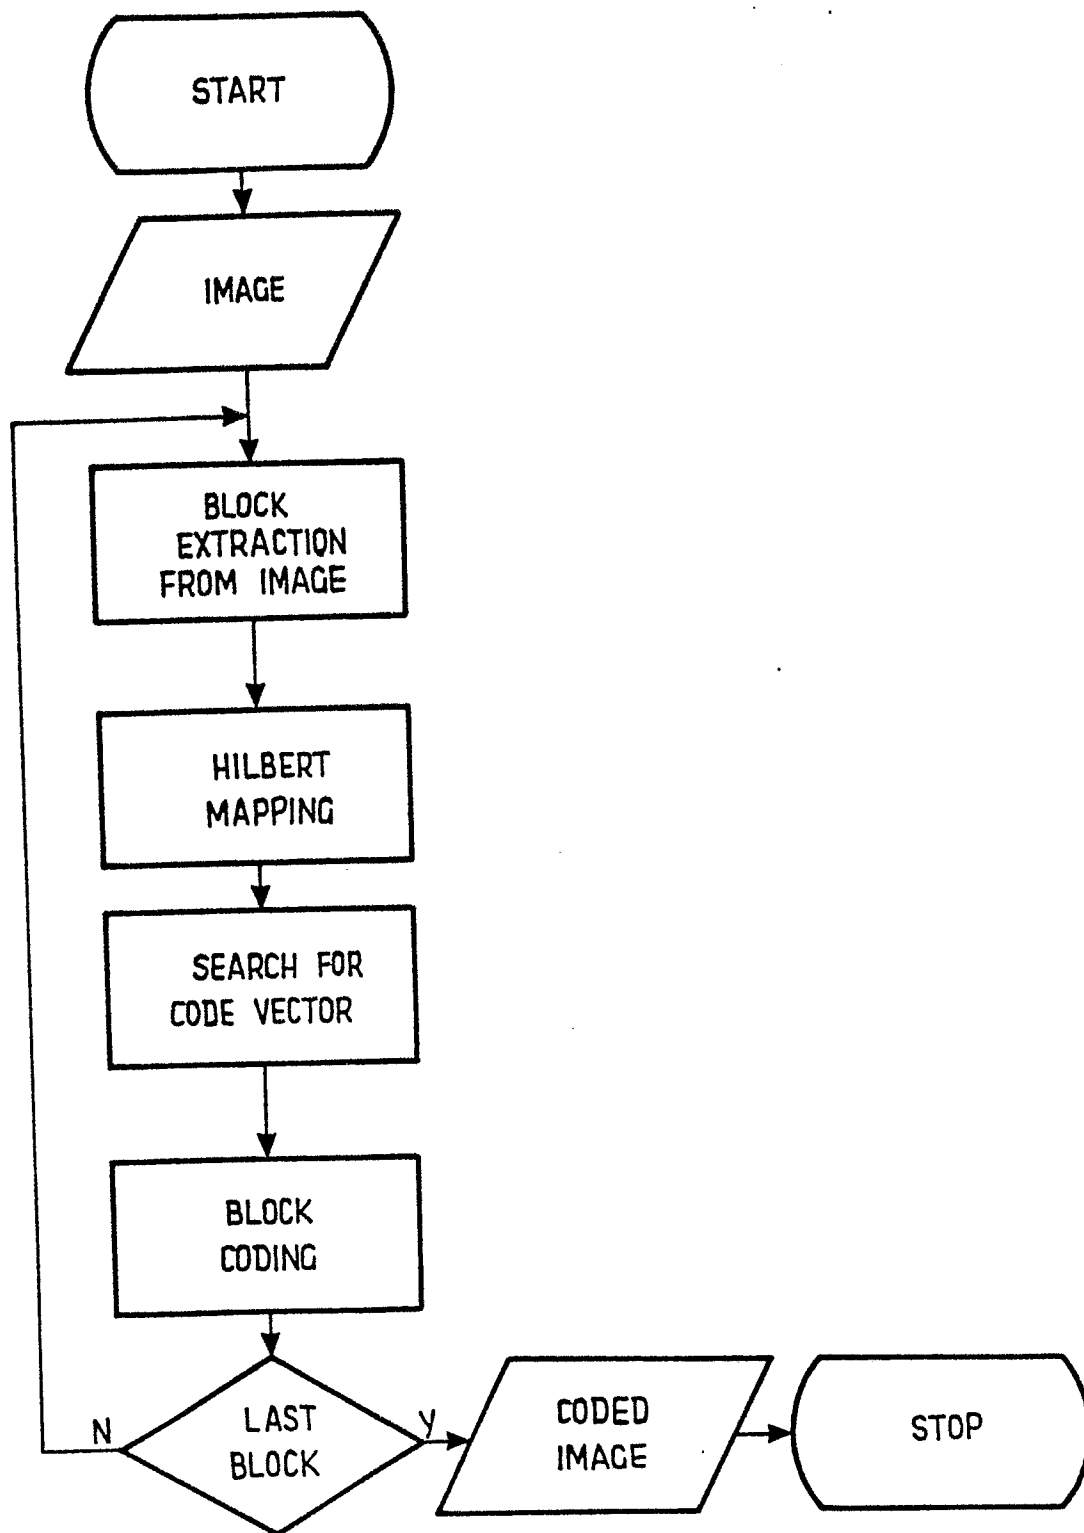 START
IMAGE
BLOCK
EXTRACTION
FROM IMAGE
HILBERT
MAPPING
SEARCH FOR
CODE VECTOR
BLOCK
CODING
LAST
BLOCK
N
Y
CODED
IMAGE
STOP